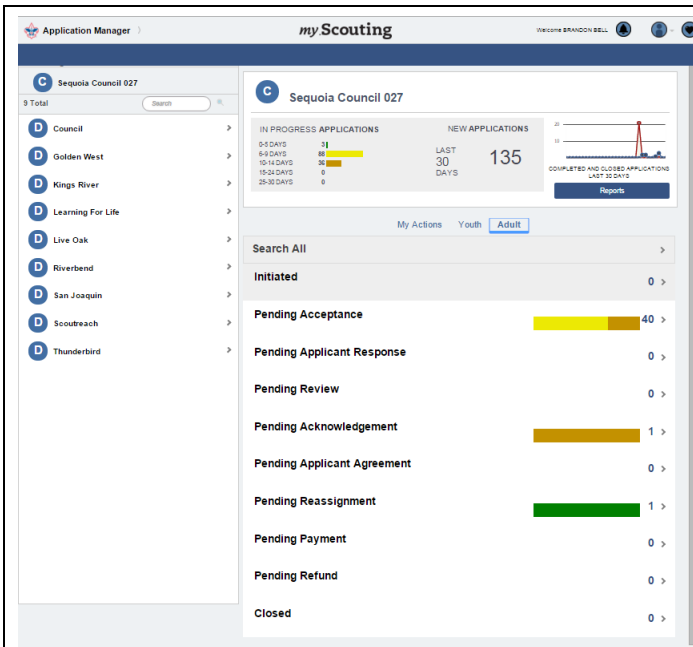 Application Manager
my.Scouting
Welcome BRANDON BELL
C Sequoia Council 027
9 Total
Search
D Council
D Golden West
D Kings River
D Learning For Life
D Live Oak
D Riverbend
D San Joaquin
D Scoutreach
D Thunderbird
C Sequoia Council 027
IN PROGRESS APPLICATIONS
0-5 DAYS 3
6-9 DAYS 88
10-14 DAYS 36
15-24 DAYS 0
25-30 DAYS 0
NEW APPLICATIONS
LAST
30
DAYS
135
20
10
COMPLETED AND CLOSED APPLICATIONS
LAST 30 DAYS
Reports
My Actions Youth Adult
Search All
Initiated 0
Pending Acceptance 40
Pending Applicant Response 0
Pending Review 0
Pending Acknowledgement 1
Pending Applicant Agreement 0
Pending Reassignment 1
Pending Payment 0
Pending Refund 0
Closed 0